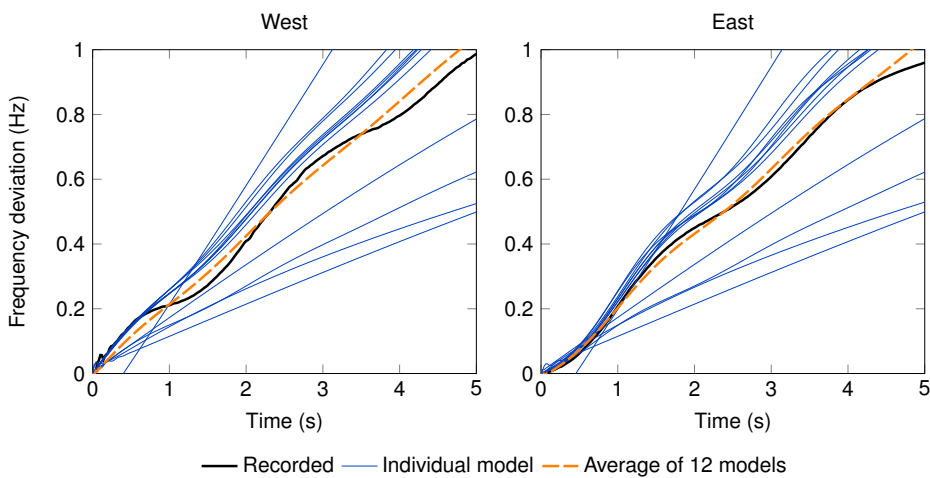 West
East
Frequency deviation (Hz)
1
0.8
0.6
0.4
0.2
0
0 1 2 3 4 5
Time (s)
1
0.8
0.6
0.4
0.2
0
0 1 2 3 4 5
Time (s)
Recorded Individual model Average of 12 models